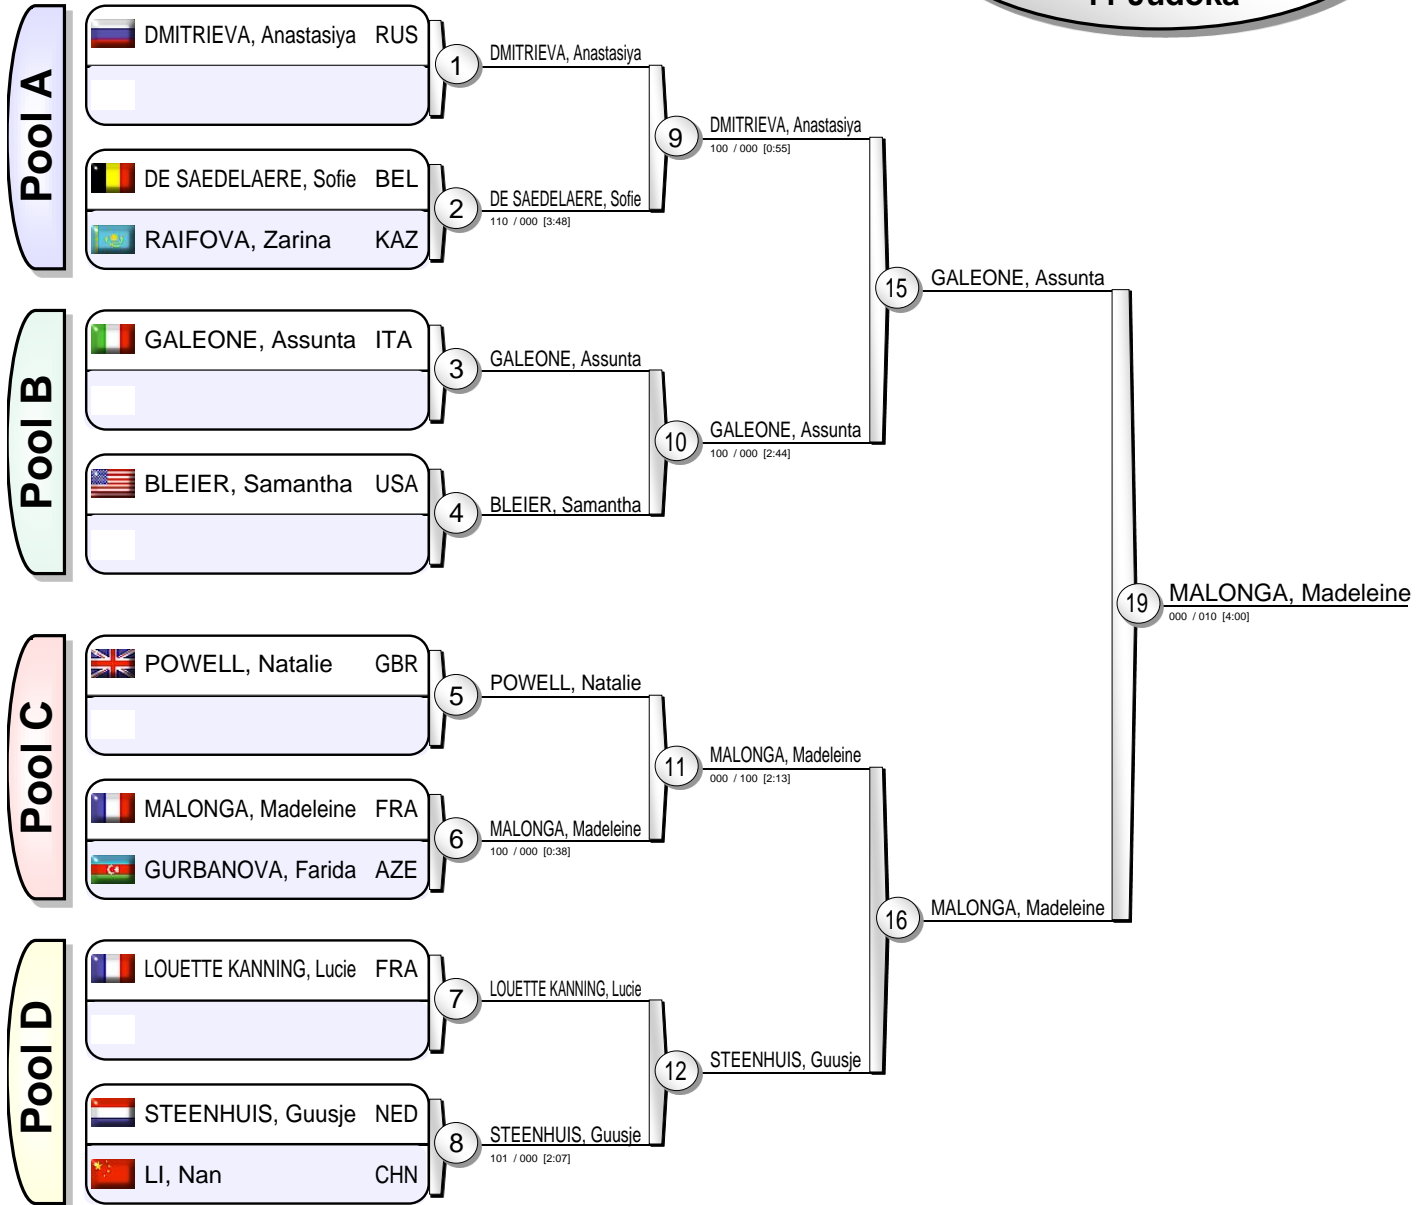 11 Judoka
Pool A
DMITRIEVA, Anastasiya RUS
DE SAEDELAERE, Sofie BEL
RAIFOVA, Zarina KAZ
Pool B
GALEONE, Assunta ITA
BLEIER, Samantha USA
Pool C
POWELL, Natalie GBR
MALONGA, Madeleine FRA
GURBANOVA, Farida AZE
Pool D
LOUETTE KANNING, Lucie FRA
STEENHUIS, Guusje NED
LI, Nan CHN
1 DMITRIEVA, Anastasiya
2 DE SAEDELAERE, Sofie
110 / 000 [3:48]
3 GALEONE, Assunta
4 BLEIER, Samantha
5 POWELL, Natalie
6 MALONGA, Madeleine
100 / 000 [0:38]
7 LOUETTE KANNING, Lucie
8 STEENHUIS, Guusje
101 / 000 [2:07]
9 DMITRIEVA, Anastasiya
100 / 000 [0:55]
10 GALEONE, Assunta
100 / 000 [2:44]
11 MALONGA, Madeleine
000 / 100 [2:13]
12 STEENHUIS, Guusje
15 GALEONE, Assunta
16 MALONGA, Madeleine
19 MALONGA, Madeleine
000 / 010 [4:00]